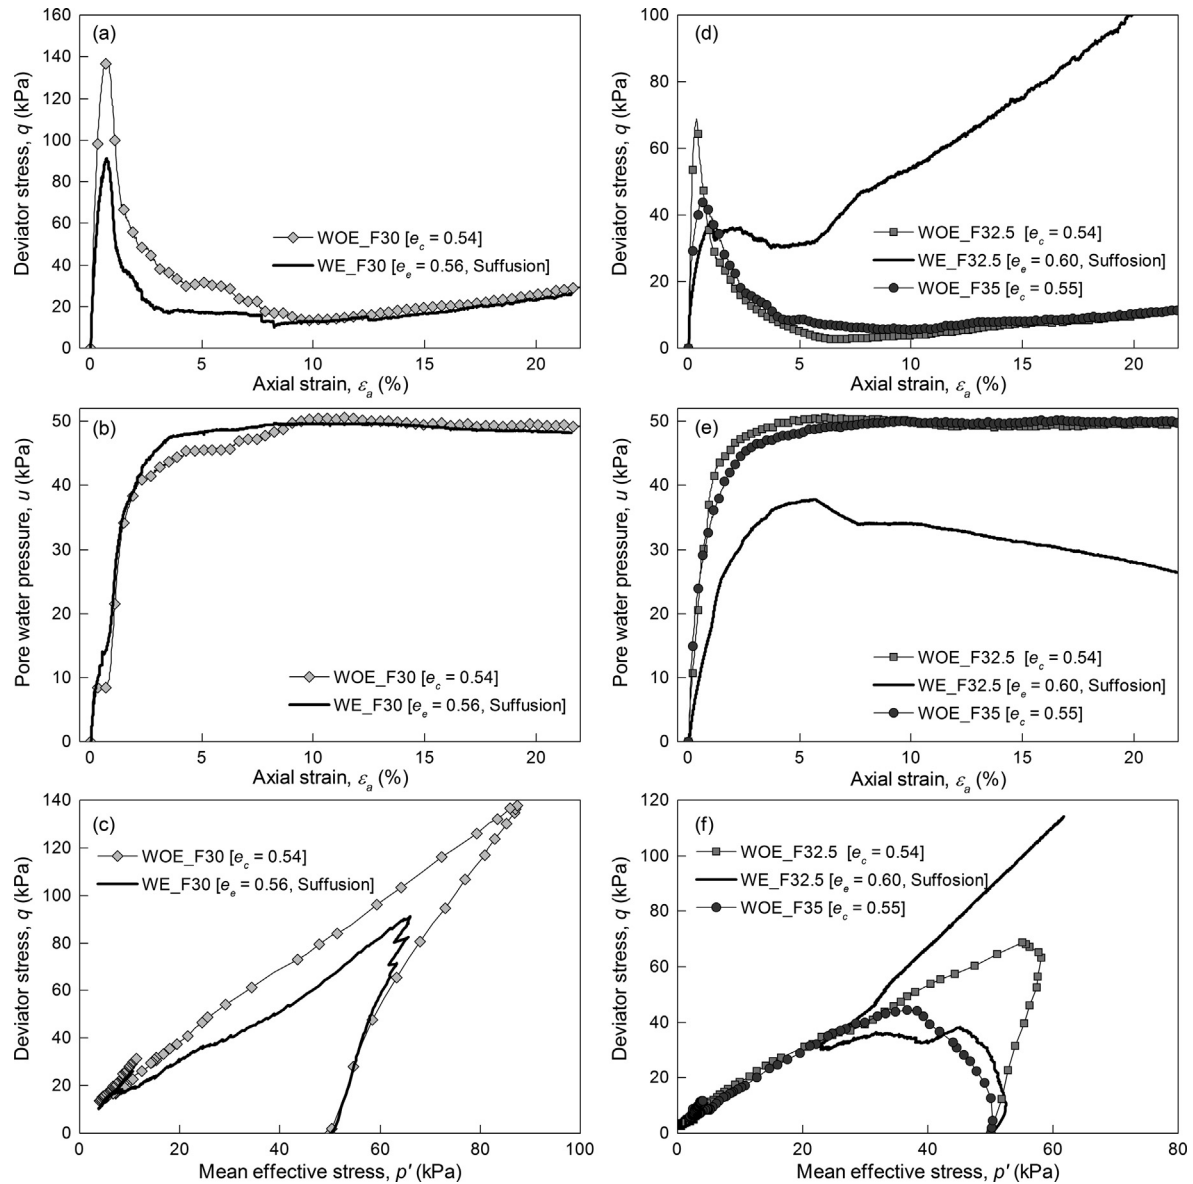 (a)
160
140
120
100
80
60
40
20
0
Deviator stress, q (kPa)
WOE_F30 [e_c = 0.54]
WE_F30 [e_e = 0.56, Suffusion]
0 5 10 15 20
Axial strain, ε_a (%)
(d)
100
80
60
40
20
0
Deviator stress, q (kPa)
WOE_F32.5 [e_c = 0.54]
WE_F32.5 [e_e = 0.60, Suffosion]
WOE_F35 [e_c = 0.55]
0 5 10 15 20
Axial strain, ε_a (%)
(b)
50
40
30
20
10
0
Pore water pressure, u (kPa)
WOE_F30 [e_c = 0.54]
WE_F30 [e_e = 0.56, Suffusion]
0 5 10 15 20
Axial strain, ε_a (%)
(e)
50
40
30
20
10
0
Pore water pressure, u (kPa)
WOE_F32.5 [e_c = 0.54]
WE_F32.5 [e_e = 0.60, Suffosion]
WOE_F35 [e_c = 0.55]
0 5 10 15 20
Axial strain, ε_a (%)
(c)
140
120
100
80
60
40
20
0
Deviator stress, q (kPa)
WOE_F30 [e_c = 0.54]
WE_F30 [e_e = 0.56, Suffusion]
20 40 60 80 100
Mean effective stress, p' (kPa)
(f)
120
100
80
60
40
20
0
Deviator stress, q (kPa)
WOE_F32.5 [e_c = 0.54]
WE_F32.5 [e_e = 0.60, Suffosion]
WOE_F35 [e_c = 0.55]
0 20 40 60 80
Mean effective stress, p' (kPa)